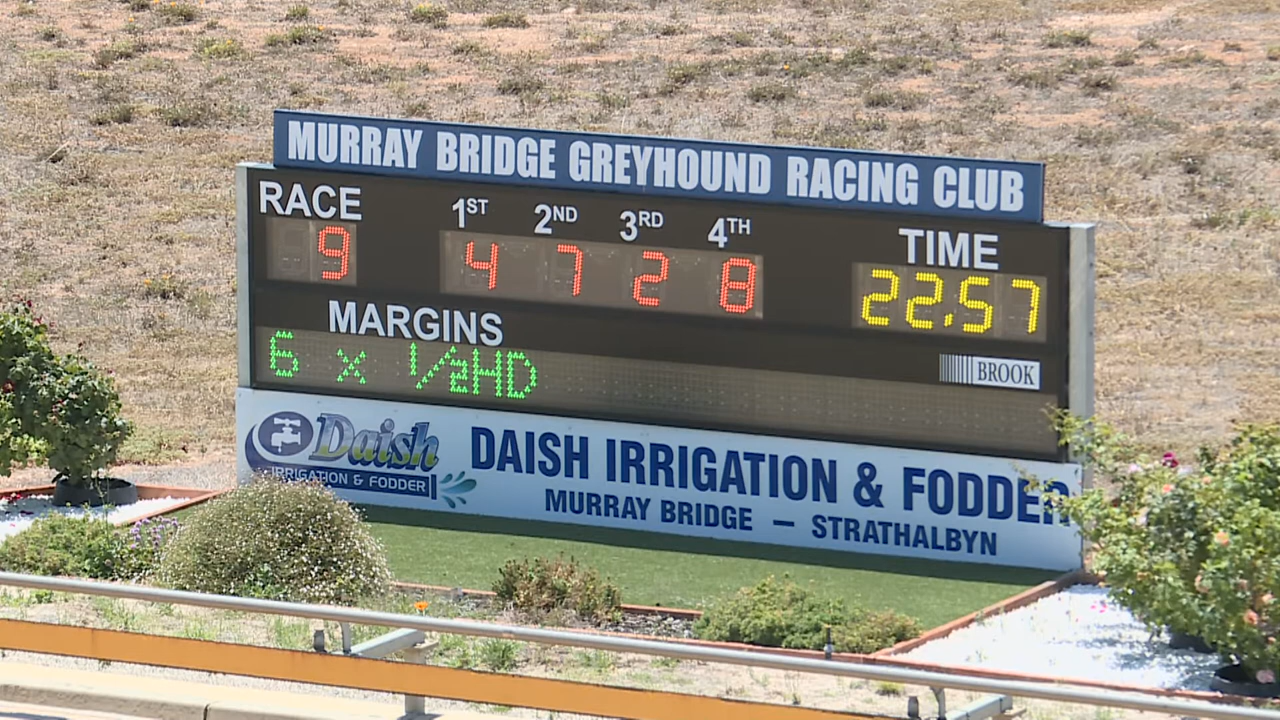 MURRAY BRIDGE GREYHOUND RACING CLUB
RACE 1ST 2ND 3RD 4TH TIME
9 4 7 2 8 22.57
MARGINS
6 x 1/2HD
BROOK
Daish
IRRIGATION & FODDER
DAISH IRRIGATION & FODDER
MURRAY BRIDGE – STRATHALBYN